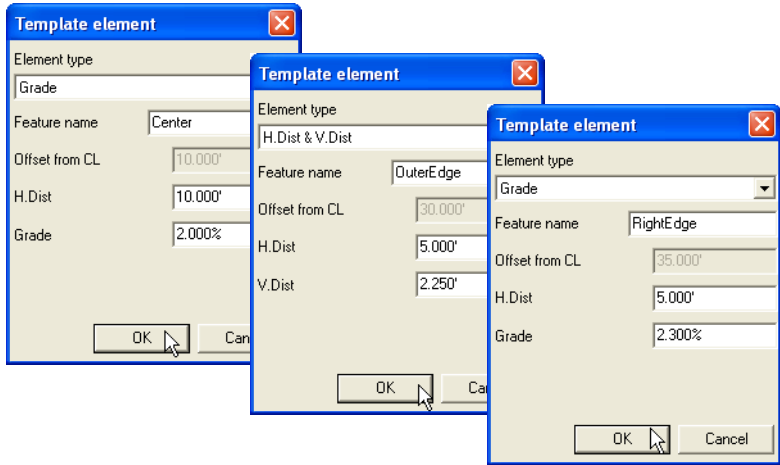 Template element
Element type
Grade
Feature name Center
Offset from CL 10.000'
H.Dist 10.000'
Grade 2.000%
OK Can
Template element
Element type
H.Dist & V.Dist
Feature name OuterEdge
Offset from CL 30.000'
H.Dist 5.000'
V.Dist 2.250'
OK Ca
Template element
Element type
Grade
Feature name RightEdge
Offset from CL 35.000'
H.Dist 5.000'
Grade 2.300%
OK Cancel